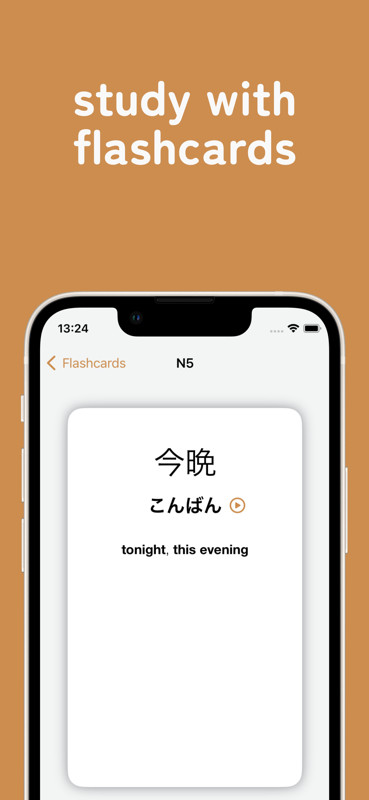 study with
flashcards
13:24
Flashcards
N5
今晩
こんばん
tonight, this evening